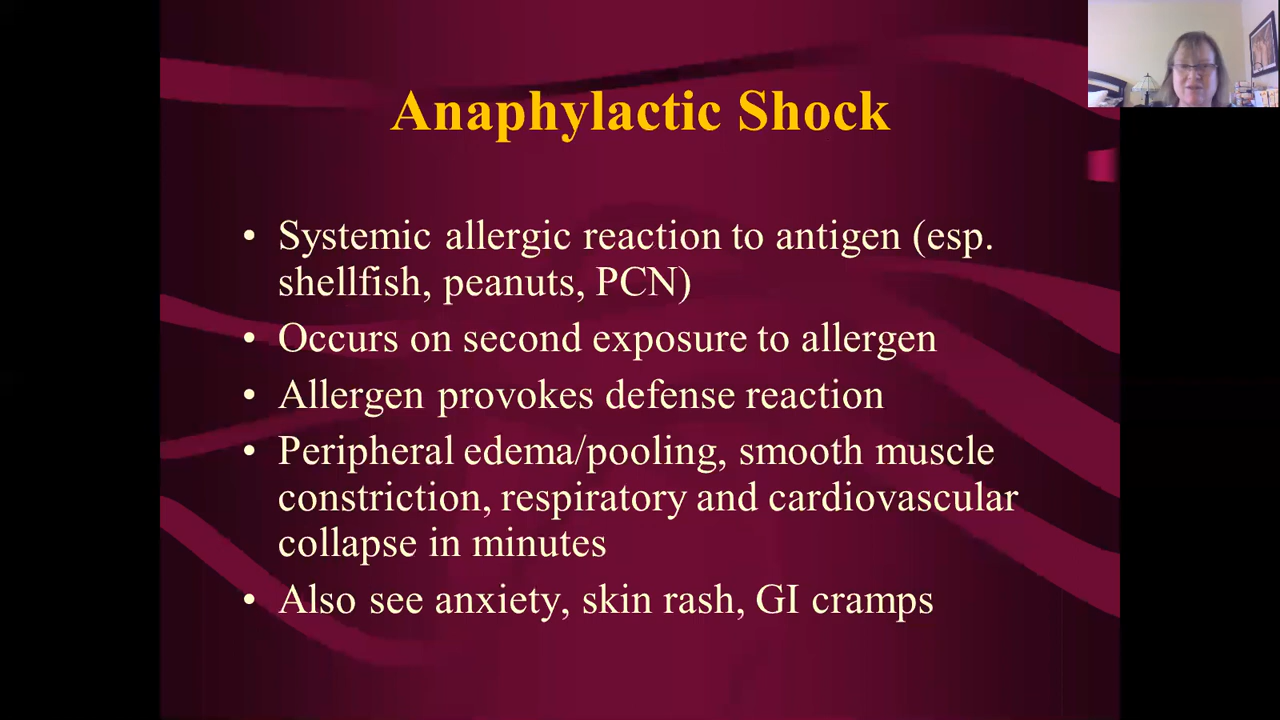 Anaphylactic Shock
• Systemic allergic reaction to antigen (esp.
shellfish, peanuts, PCN)
• Occurs on second exposure to allergen
• Allergen provokes defense reaction
• Peripheral edema/pooling, smooth muscle
constriction, respiratory and cardiovascular
collapse in minutes
• Also see anxiety, skin rash, GI cramps